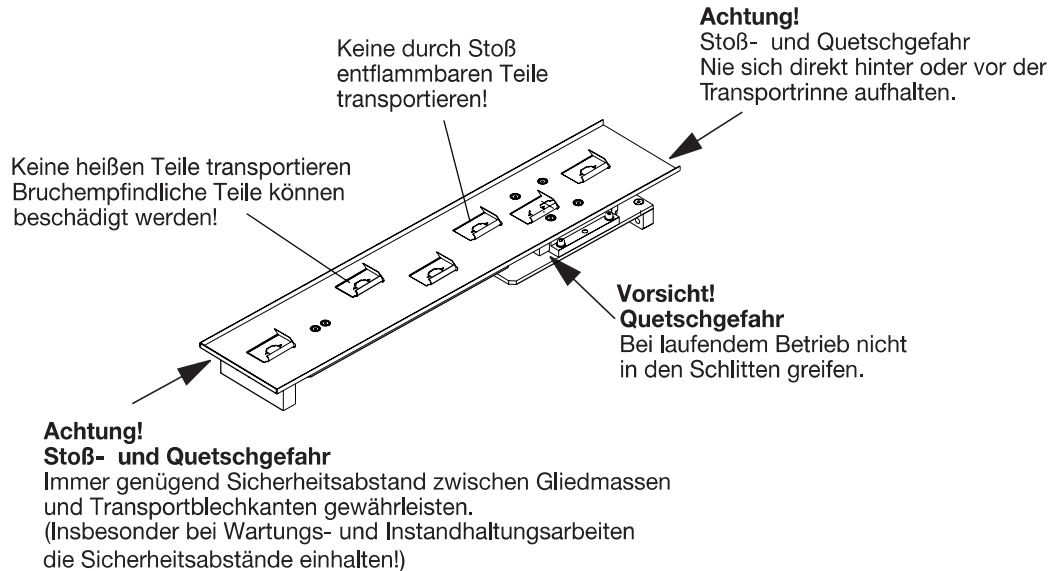 Achtung!
Stoß- und Quetschgefahr
Nie sich direkt hinter oder vor der
Transportrinne aufhalten.
Keine durch Stoß
entflammbaren Teile
transportieren!
Keine heißen Teile transportieren
Bruchempfindliche Teile können
beschädigt werden!
Vorsicht!
Quetschgefahr
Bei laufendem Betrieb nicht
in den Schlitten greifen.
Achtung!
Stoß- und Quetschgefahr
Immer genügend Sicherheitsabstand zwischen Gliedmassen
und Transportblechkanten gewährleisten.
(Insbesonder bei Wartungs- und Instandhaltungsarbeiten
die Sicherheitsabstände einhalten!)